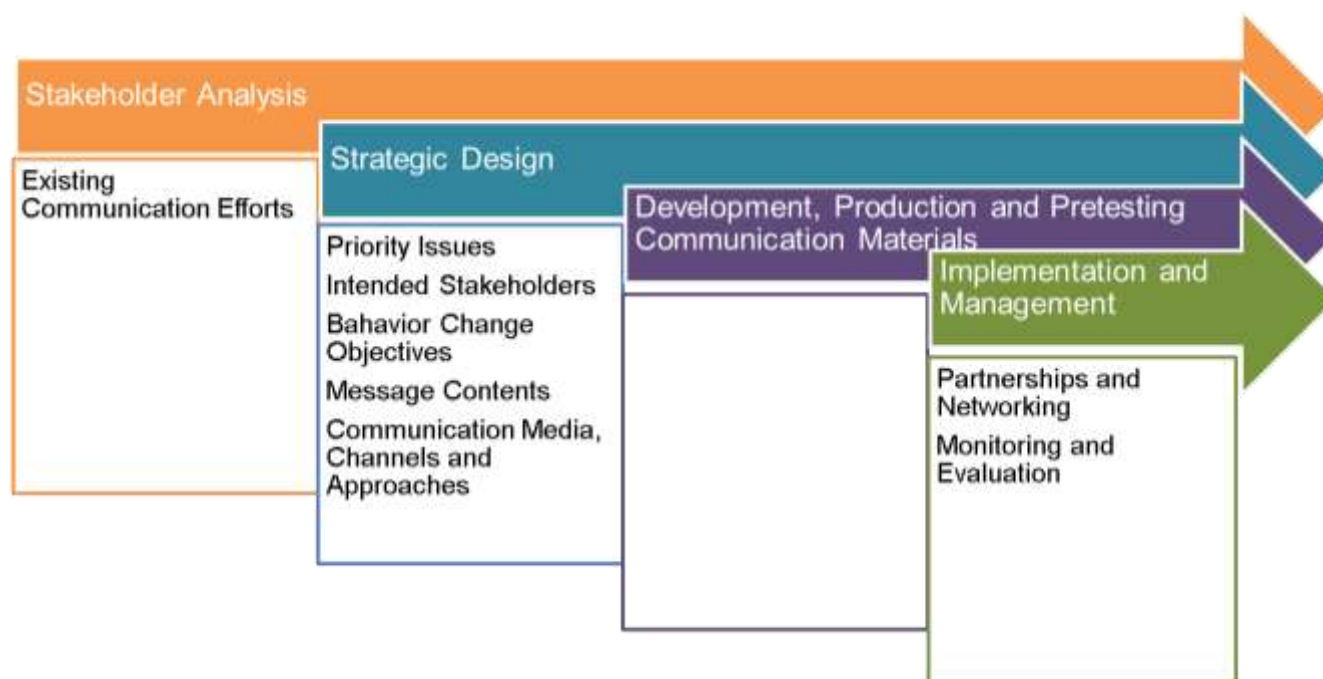 Stakeholder Analysis
Existing
Communication Efforts
Strategic Design
Priority Issues
Intended Stakeholders
Bahavior Change
Objectives
Message Contents
Communication Media,
Channels and
Approaches
Development, Production and Pretesting
Communication Materials
Implementation and
Management
Partnerships and
Networking
Monitoring and
Evaluation